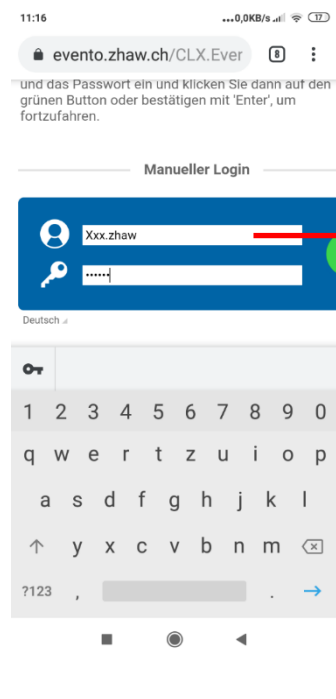 11:16 ...0,0KB/s 17
evento.zhaw.ch/CLX.Ever 8
und das Passwort ein und klicken Sie dann auf den
grünen Button oder bestätigen mit 'Enter', um
fortzufahren.
Manueller Login
Xxx.zhaw
••••••
Deutsch
1 2 3 4 5 6 7 8 9 0
q w e r t z u i o p
a s d f g h j k l
y x c v b n m
?123 , .